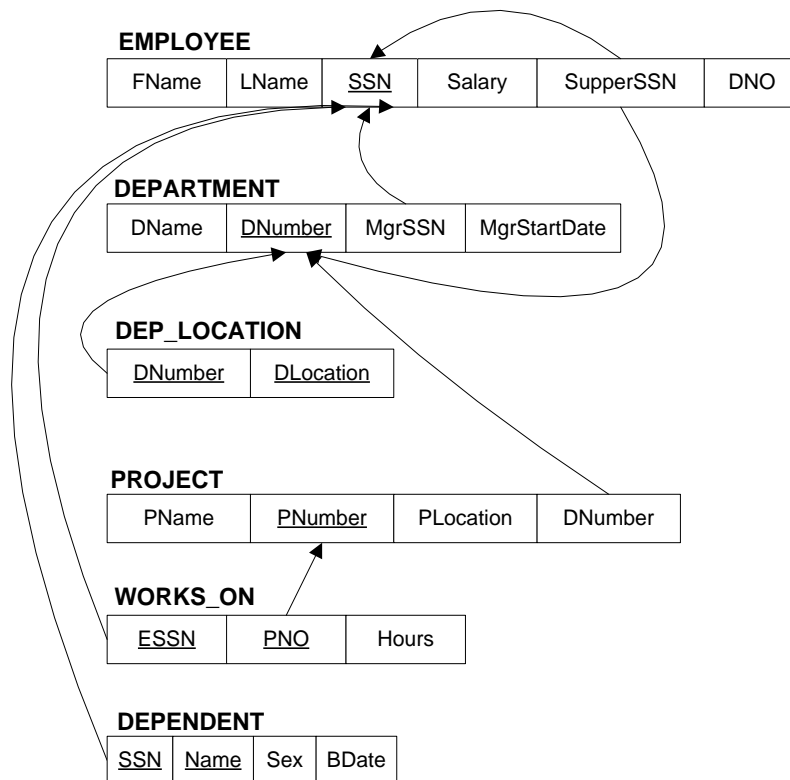 EMPLOYEE
FName LName SSN Salary SupperSSN DNO
DEPARTMENT
DName DNumber MgrSSN MgrStartDate
DEP_LOCATION
DNumber DLocation
PROJECT
PName PNumber PLocation DNumber
WORKS_ON
ESSN PNO Hours
DEPENDENT
SSN Name Sex BDate